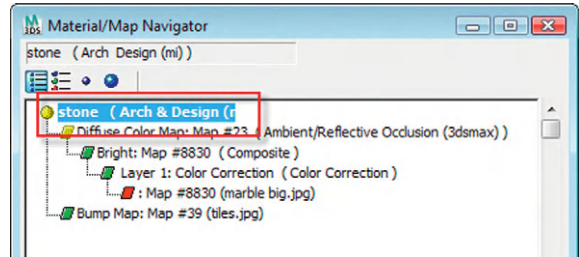 Material/Map Navigator
stone ( Arch Design (mi) )
stone ( Arch & Design (
Diffuse Color Map: Map #23 ( Ambient/Reflective Occlusion (3dsmax) )
Bright: Map #8830 ( Composite )
Layer 1: Color Correction ( Color Correction )
: Map #8830 (marble big.jpg)
Bump Map: Map #39 (tiles.jpg)